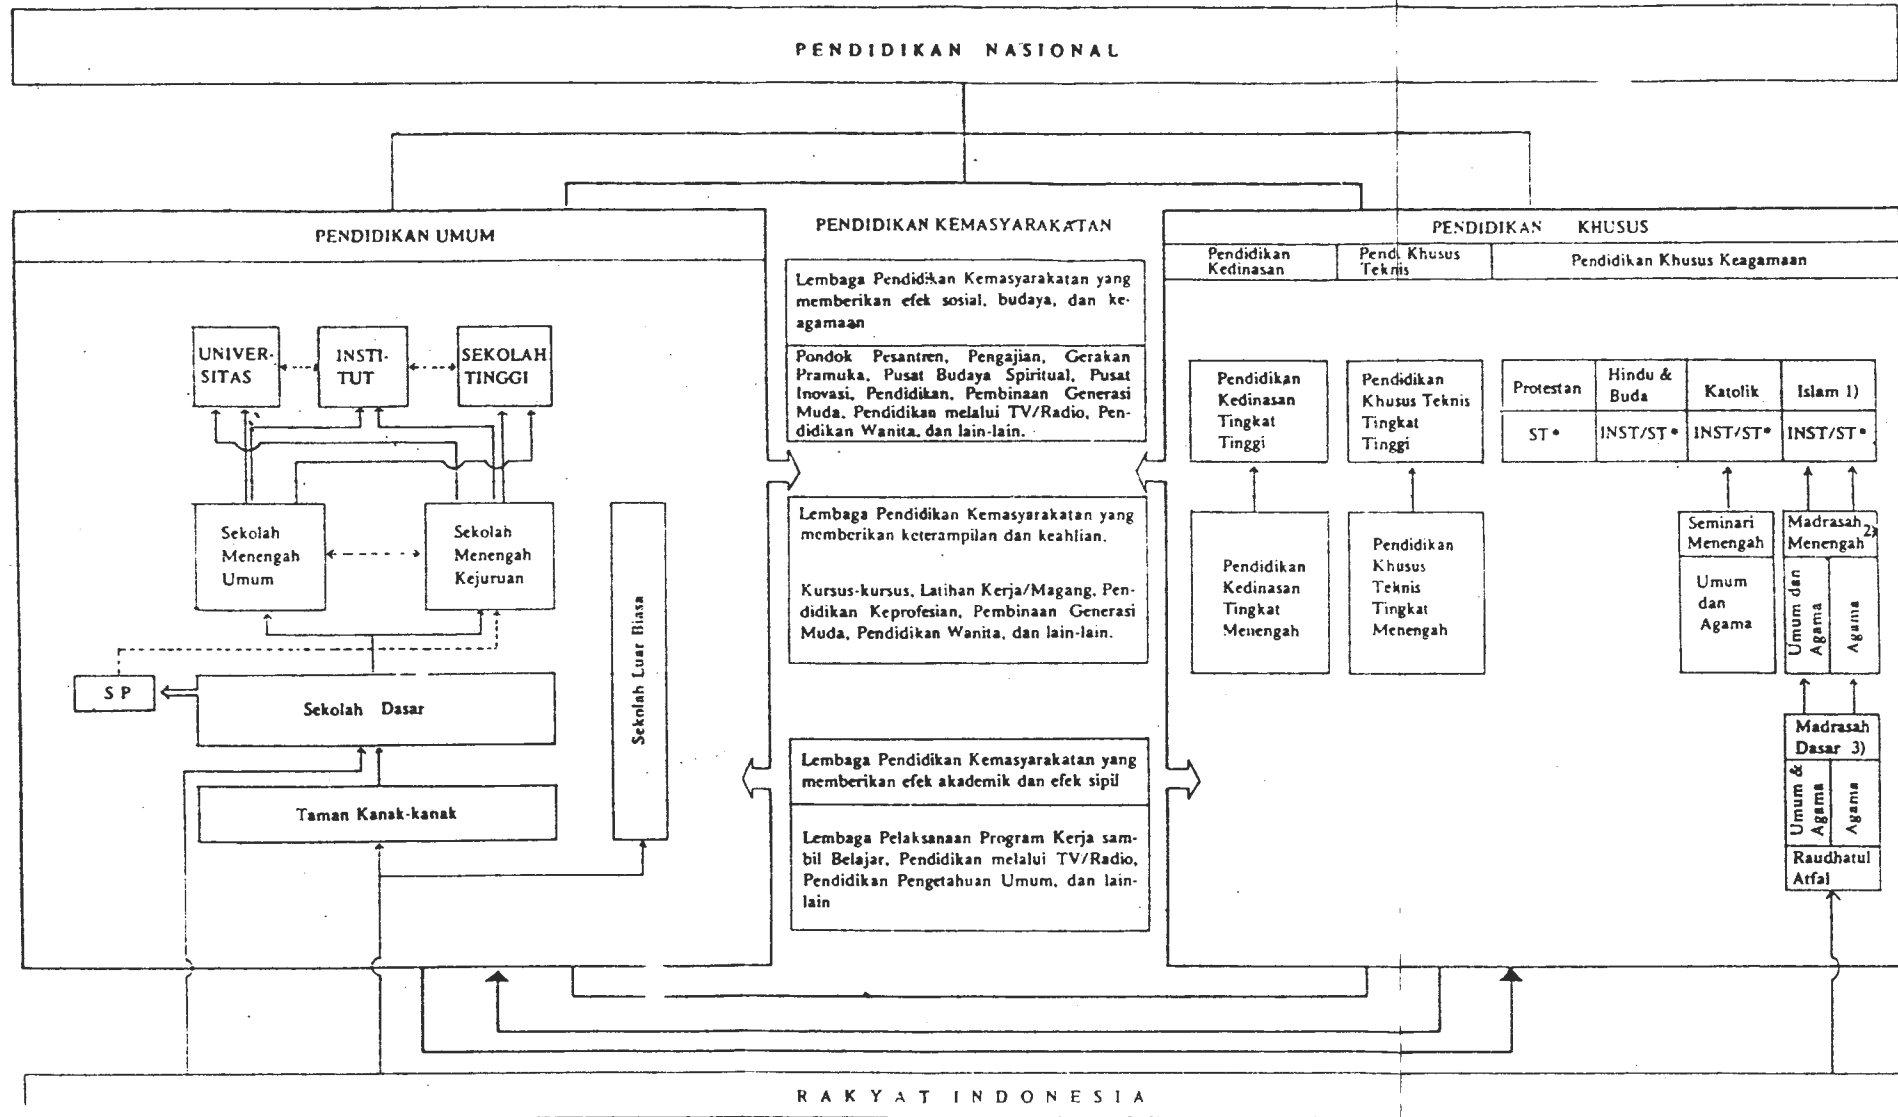 PENDIDIKAN NASIONAL
PENDIDIKAN UMUM
UNIVER-
SITAS
INSTI-
TUT
SEKOLAH
TINGGI
Sekolah
Menengah
Umum
Sekolah
Menengah
Kejuruan
S P
Sekolah Dasar
Taman Kanak-kanak
Sekolah Luar Biasa
PENDIDIKAN KEMASYARAKATAN
Lembaga Pendidikan Kemasyarakatan yang
memberikan efek sosial, budaya, dan ke-
agamaan
Pondok Pesantren, Pengajian, Gerakan
Pramuka, Pusat Budaya Spiritual, Pusat
Inovasi, Pendidikan, Pembinaan Generasi
Muda, Pendidikan melalui TV/Radio, Pen-
didikan Wanita, dan lain-lain.
Lembaga Pendidikan Kemasyarakatan yang
memberikan keterampilan dan keahlian.
Kursus-kursus, Latihan Kerja/Magang, Pen-
didikan Keprofesian, Pembinaan Generasi
Muda, Pendidikan Wanita, dan lain-lain.
Lembaga Pendidikan Kemasyarakatan yang
memberikan efek akademik dan efek sipil
Lembaga Pelaksanaan Program Kerja sam-
bil Belajar, Pendidikan melalui TV/Radio,
Pendidikan Pengetahuan Umum, dan lain-
lain
PENDIDIKAN KHUSUS
Pendidikan
Kedinasan
Pend. Khusus
Teknis
Pendidikan Khusus Keagamaan
Pendidikan
Kedinasan
Tingkat
Tinggi
Pendidikan
Khusus Teknis
Tingkat
Tinggi
Protestan
Hindu &
Buda
Katolik
Islam 1)
ST*
INST/ST*
INST/ST*
INST/ST*
Pendidikan
Kedinasan
Tingkat
Menengah
Pendidikan
Khusus
Teknis
Tingkat
Menengah
Seminari
Menengah
Umum
dan
Agama
Madrasah
Menengah 2)
Umum dan
Agama
Agama
Madrasah
Dasar 3)
Umum &
Agama
Agama
Raudhatul
Atfal
RAKYAT INDONESIA